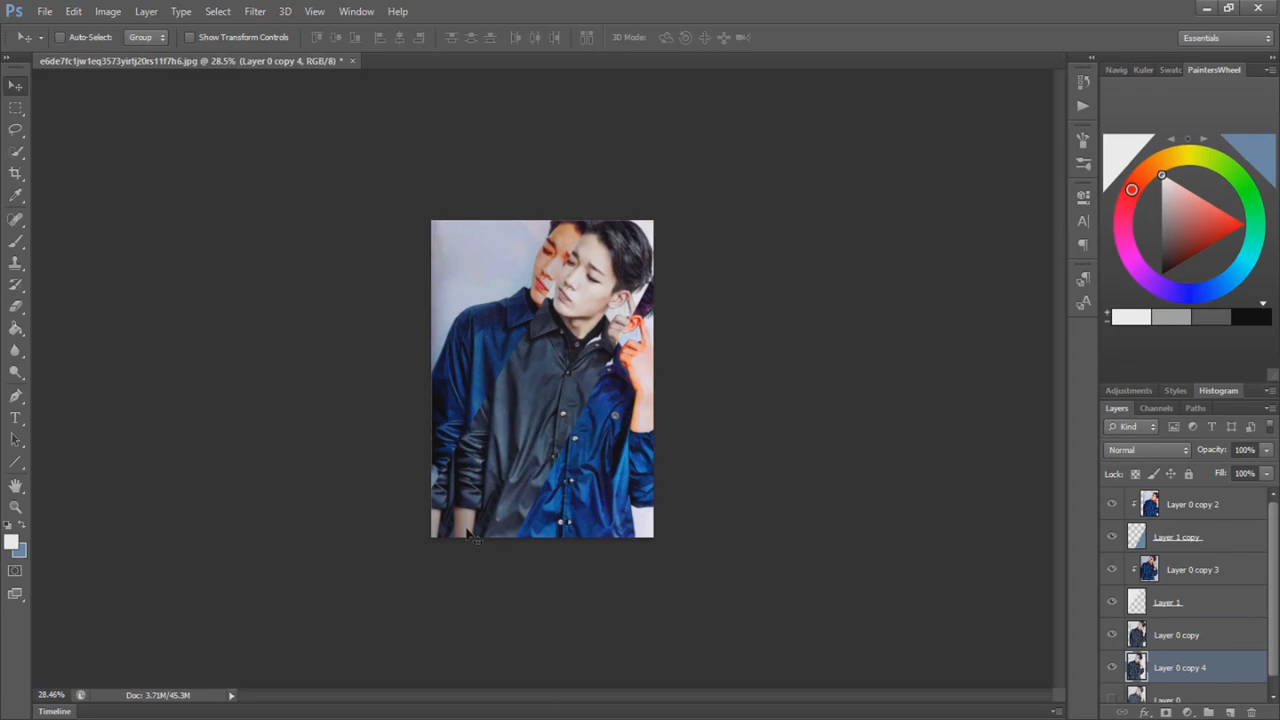 Ps File Edit Image Layer Type Select Filter 3D View Window Help
Auto-Select: Group Show Transform Controls 3D Mode: Essentials
e6de7fc1jw1eq3573yirtj20rs11f7h6.jpg @ 28.5% (Layer 0 copy 4, RGB/8) * ×
Navig Kuler Swatc PaintersWheel
Adjustments Styles Histogram
Layers Channels Paths
Kind
Normal Opacity: 100%
Lock: Fill: 100%
Layer 0 copy 2
Layer 1 copy
Layer 0 copy 3
Layer 1
Layer 0 copy
Layer 0 copy 4
Layer 0
28.46% Doc: 3.71M/45.3M
Timeline